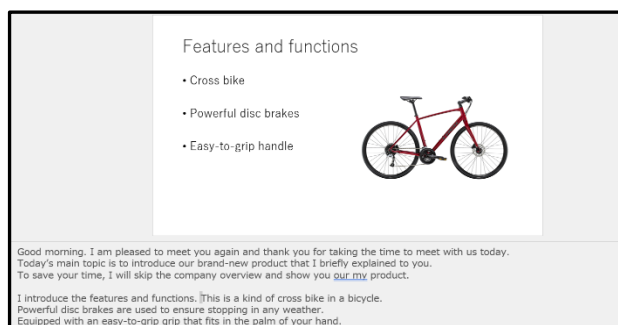 Features and functions
• Cross bike
• Powerful disc brakes
• Easy-to-grip handle
Good morning. I am pleased to meet you again and thank you for taking the time to meet with us today.
Today's main topic is to introduce our brand-new product that I briefly explained to you.
To save your time, I will skip the company overview and show you our my product.
I introduce the features and functions. This is a kind of cross bike in a bicycle.
Powerful disc brakes are used to ensure stopping in any weather.
Equipped with an easy-to-grip grip that fits in the palm of your hand.